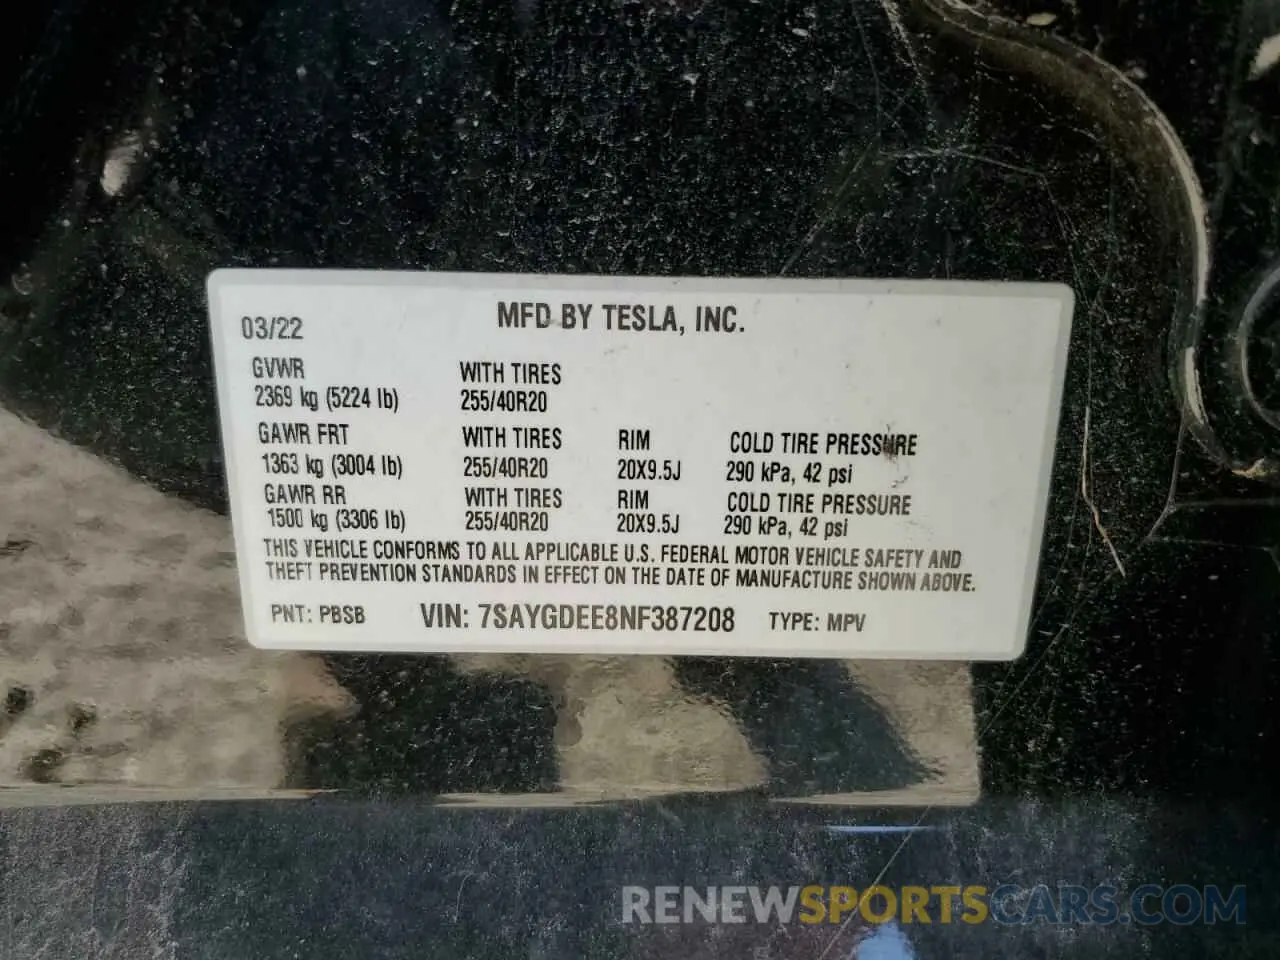 MFD BY TESLA, INC.
03/22
GVWR WITH TIRES
2369 kg (5224 lb) 255/40R20
GAWR FRT WITH TIRES RIM COLD TIRE PRESSURE
1363 kg (3004 lb) 255/40R20 20X9.5J 290 kPa, 42 psi
GAWR RR WITH TIRES RIM COLD TIRE PRESSURE
1500 kg (3306 lb) 255/40R20 20X9.5J 290 kPa, 42 psi
THIS VEHICLE CONFORMS TO ALL APPLICABLE U.S. FEDERAL MOTOR VEHICLE SAFETY AND
THEFT PREVENTION STANDARDS IN EFFECT ON THE DATE OF MANUFACTURE SHOWN ABOVE.
PNT: PBSB VIN: 7SAYGDEE8NF387208 TYPE: MPV
RENEWSPORTSCARS.COM